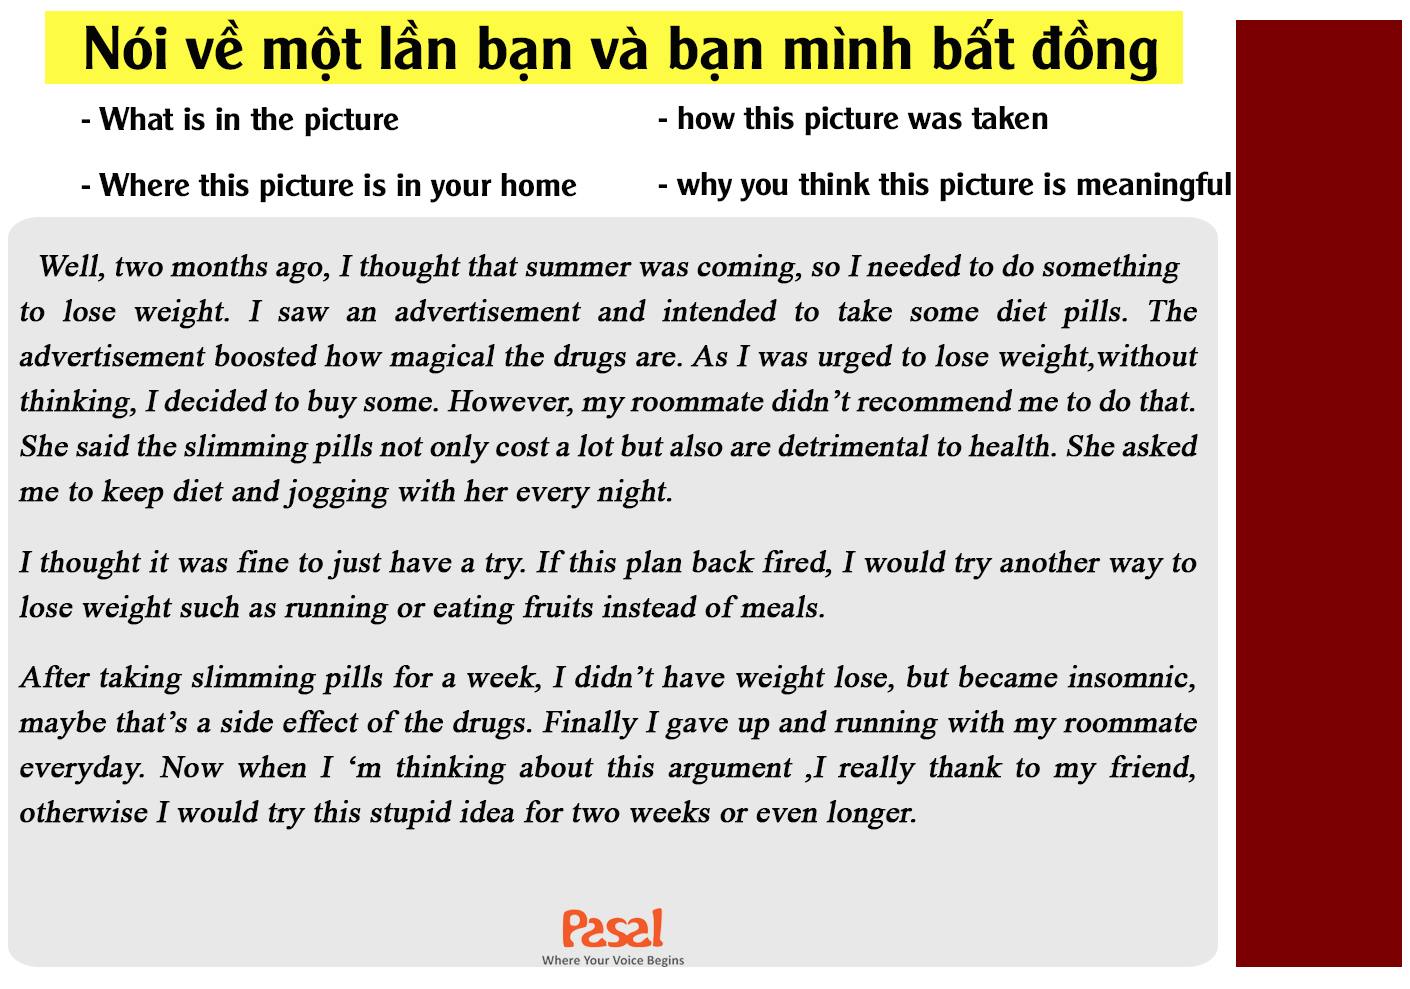 Nói về một lần bạn và bạn mình bất đồng
- What is in the picture
- how this picture was taken
- Where this picture is in your home
- why you think this picture is meaningful
Well, two months ago, I thought that summer was coming, so I needed to do something
to lose weight. I saw an advertisement and intended to take some diet pills. The
advertisement boosted how magical the drugs are. As I was urged to lose weight,without
thinking, I decided to buy some. However, my roommate didn’t recommend me to do that.
She said the slimming pills not only cost a lot but also are detrimental to health. She asked
me to keep diet and jogging with her every night.
I thought it was fine to just have a try. If this plan back fired, I would try another way to
lose weight such as running or eating fruits instead of meals.
After taking slimming pills for a week, I didn’t have weight lose, but became insomnic,
maybe that’s a side effect of the drugs. Finally I gave up and running with my roommate
everyday. Now when I ‘m thinking about this argument ,I really thank to my friend,
otherwise I would try this stupid idea for two weeks or even longer.
Pasal
Where Your Voice Begins